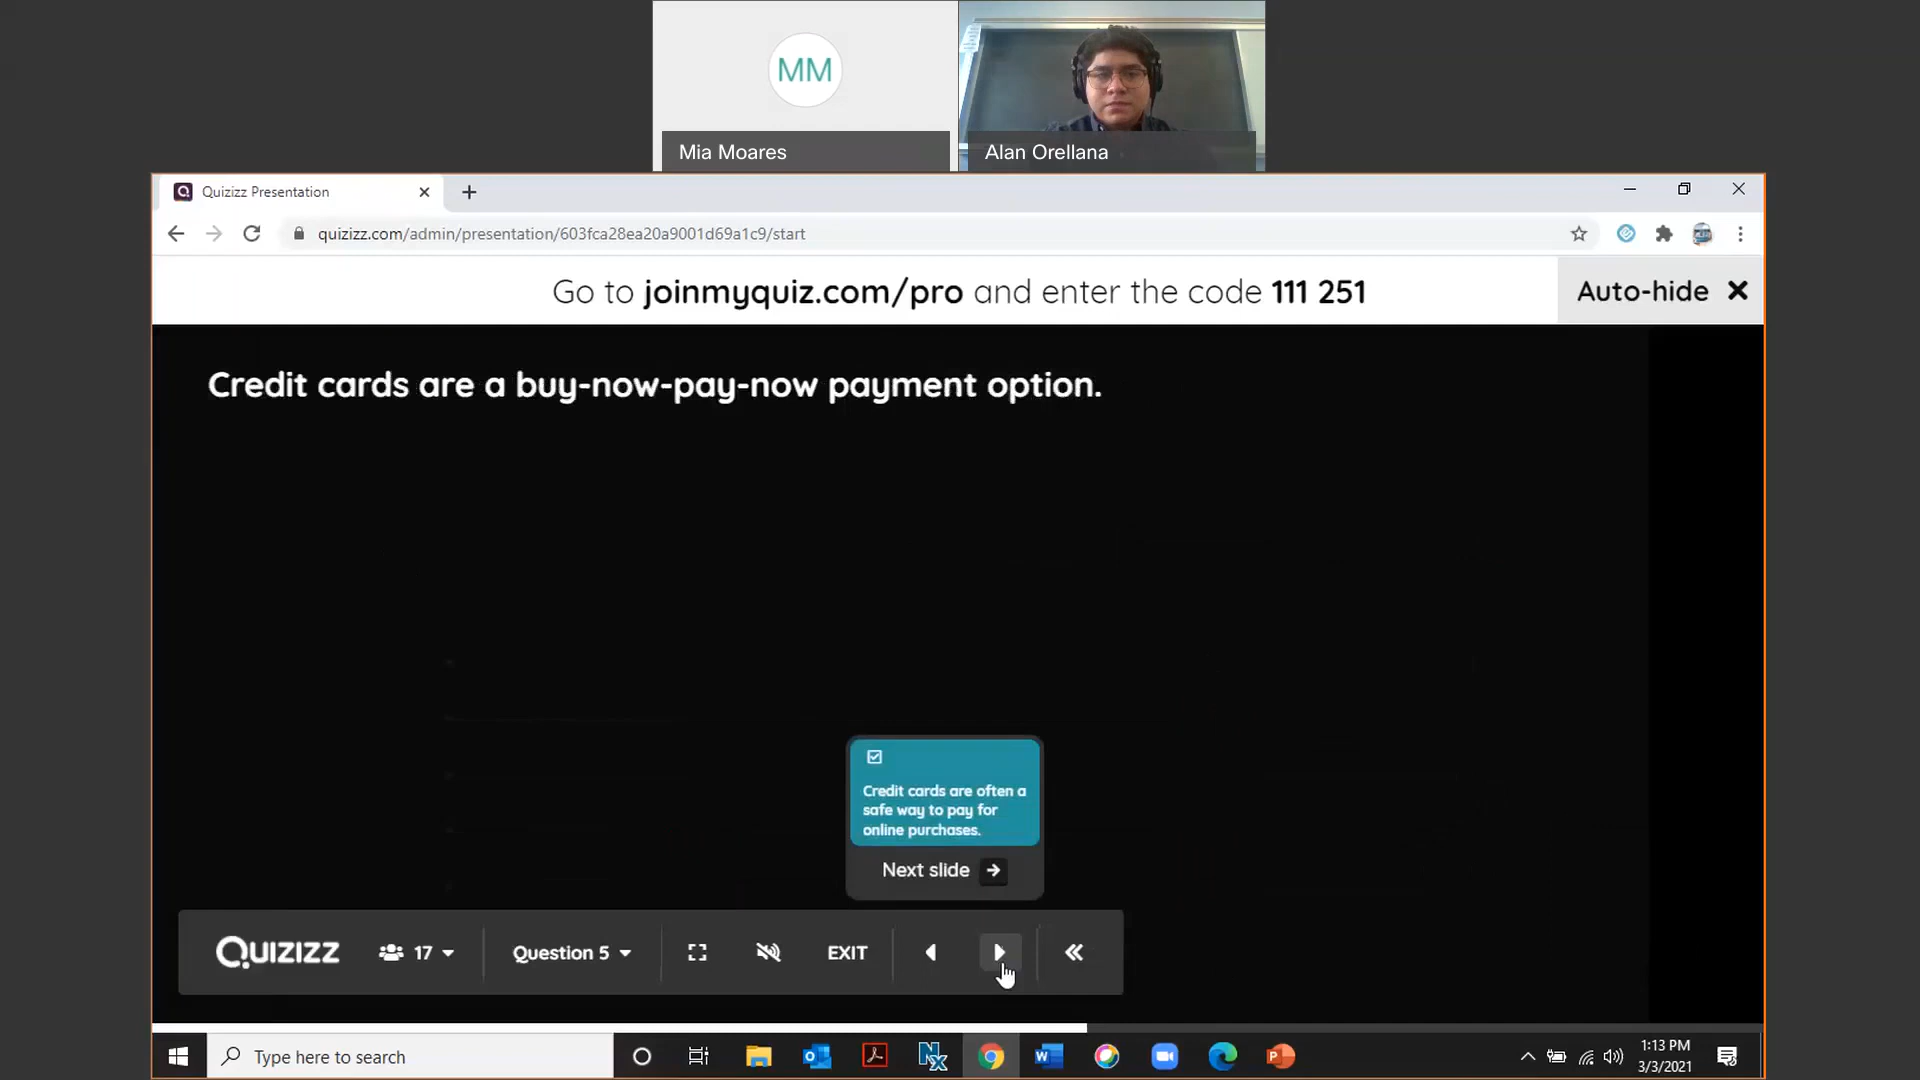 MM
Mia Moares
Alan Orellana
Quizizz Presentation
quizizz.com/admin/presentation/603fca28ea20a9001d69a1c9/start
Go to joinmyquiz.com/pro and enter the code 111 251
Auto-hide
Credit cards are a buy-now-pay-now payment option.
Credit cards are often a
safe way to pay for
online purchases.
Next slide
Quizizz
17
Question 5
EXIT
Type here to search
1:13 PM
3/3/2021